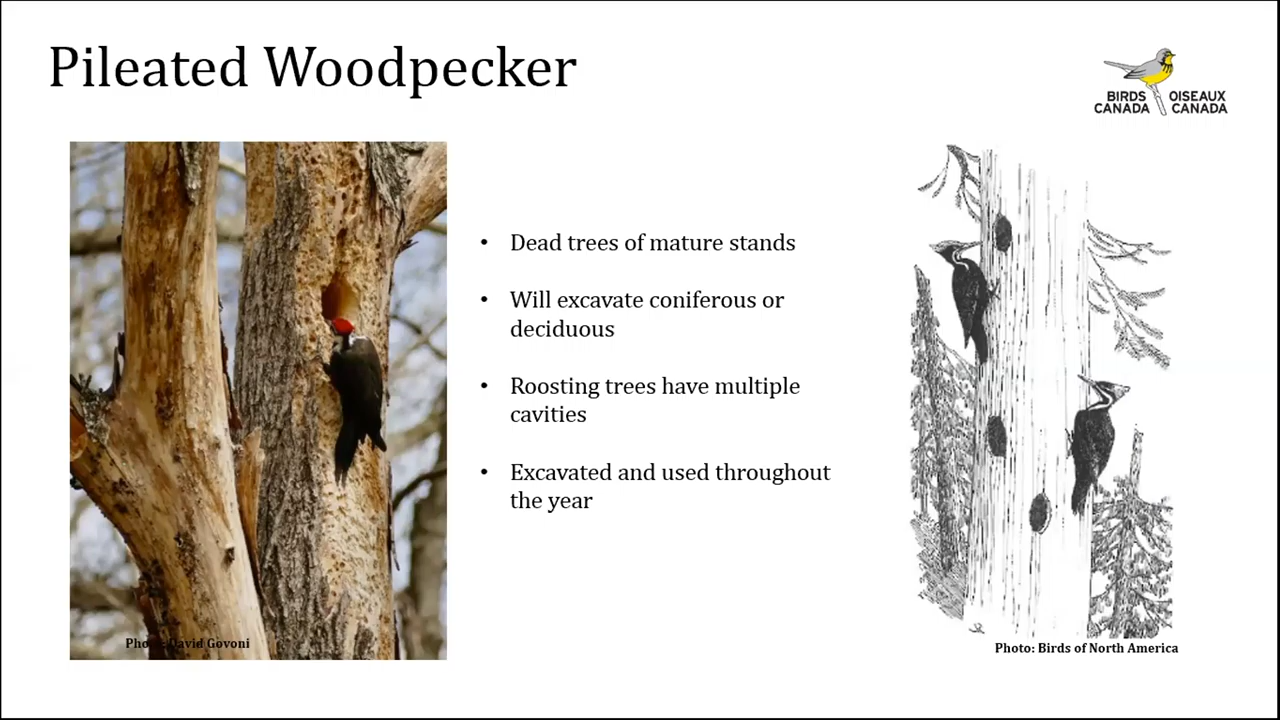 Pileated Woodpecker
BIRDS CANADA
OISEAUX CANADA
• Dead trees of mature stands
• Will excavate coniferous or
deciduous
• Roosting trees have multiple
cavities
• Excavated and used throughout
the year
Photo: David Govoni
Photo: Birds of North America